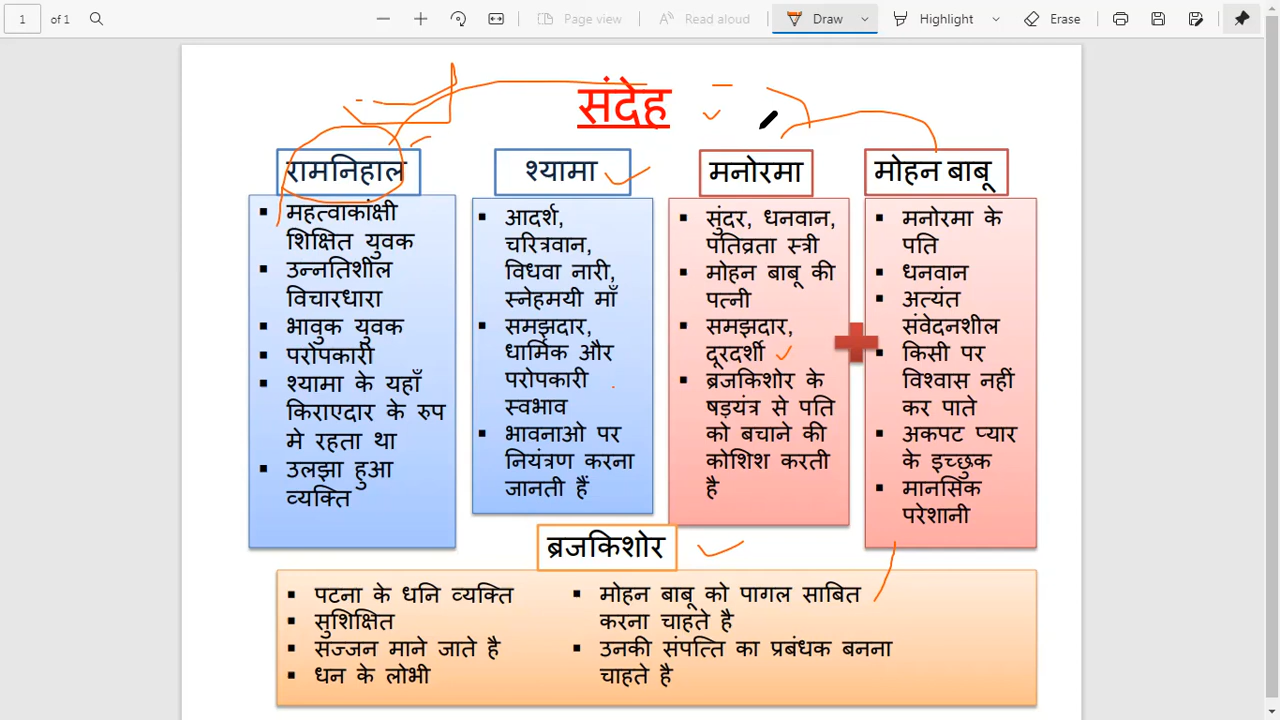 1 of 1 Page view Read aloud Draw Highlight Erase
संदेह
रामनिहाल
महत्वाकांक्षी
शिक्षित युवक
उन्नतिशील
विचारधारा
भावुक युवक
परोपकारी
श्यामा के यहाँ
किराएदार के रुप
मे रहता था
उलझा हुआ
व्यक्ति
श्यामा
आदर्श,
चरित्रवान,
विधवा नारी,
स्नेहमयी माँ
समझदार,
धार्मिक और
परोपकारी
स्वभाव
भावनाओ पर
नियंत्रण करना
जानती हैं
मनोरमा
सुंदर, धनवान,
पतिव्रता स्त्री
मोहन बाबू की
पत्नी
समझदार,
दूरदर्शी
ब्रजकिशोर के
षड़यंत्र से पति
को बचाने की
कोशिश करती
है
मोहन बाबू
मनोरमा के
पति
धनवान
अत्यंत
संवेदनशील
किसी पर
विश्वास नहीं
कर पाते
अकपट प्यार
के इच्छुक
मानसिक
परेशानी
ब्रजकिशोर
पटना के धनि व्यक्ति
सुशिक्षित
सज्जन माने जाते है
धन के लोभी
मोहन बाबू को पागल साबित
करना चाहते है
उनकी संपत्ति का प्रबंधक बनना
चाहते है